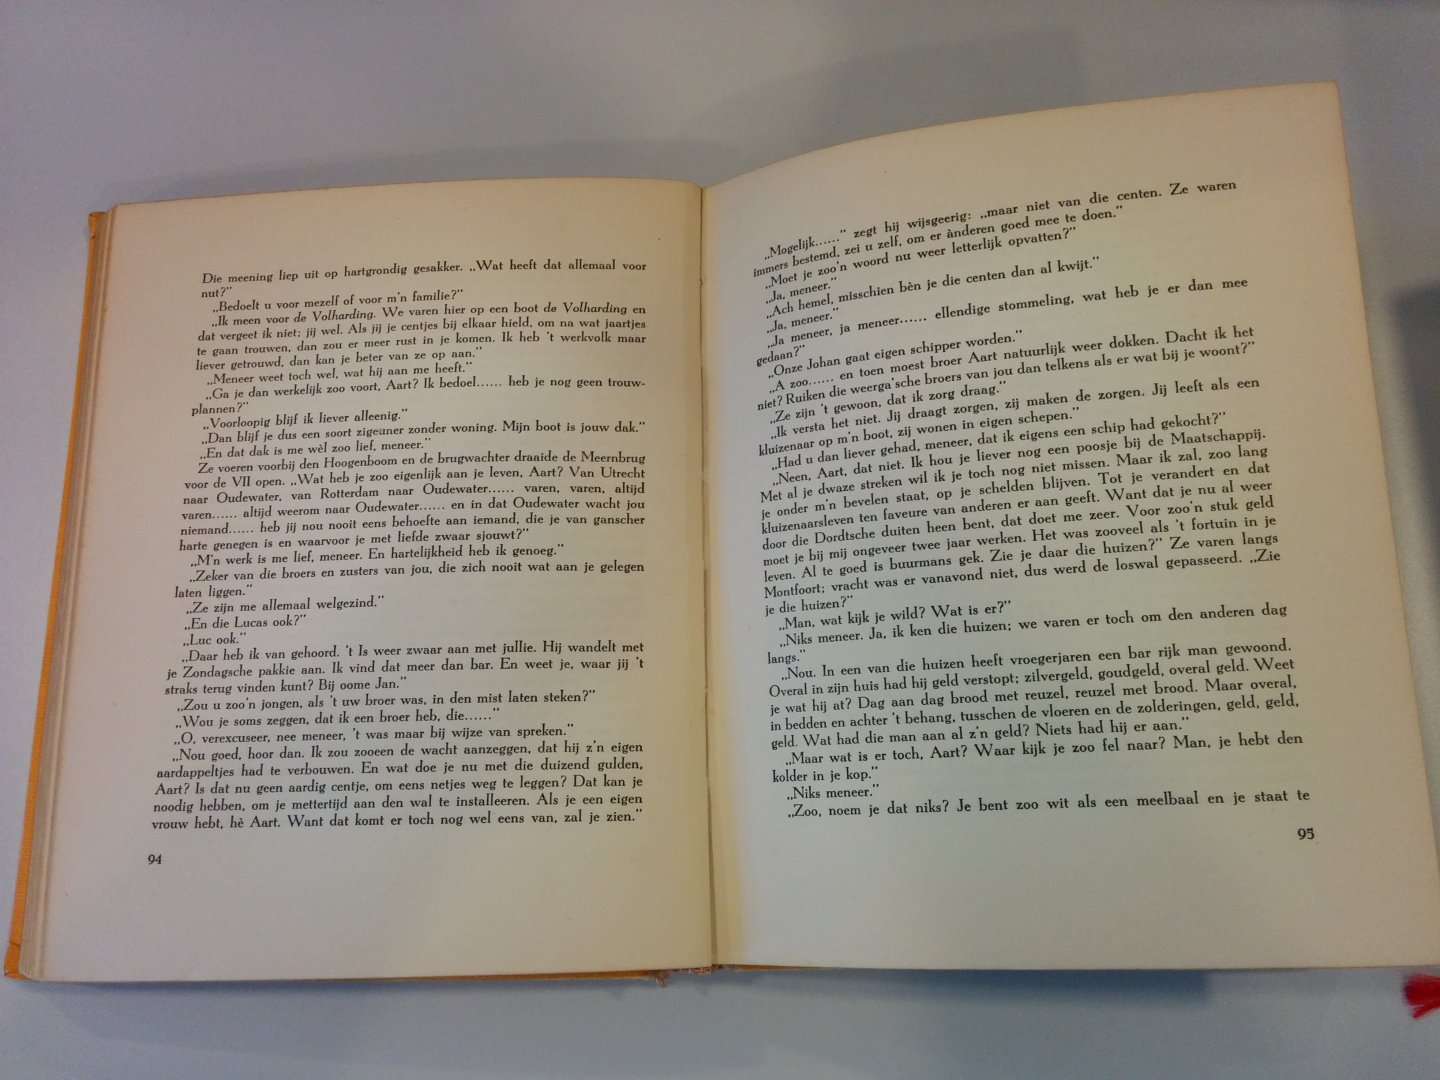 Die meening liep uit op hartgrondig gesakker. „Wat heeft dat allemaal voor
nut?”
„Bedoelt u voor mezelf of voor m'n familie?”
„Ik meen voor de Volharding. We varen hier op een boot de Volharding en
dat vergeet ik niet; jij wel. Als jij je centjes bij elkaar hield, om na wat jaartjes
te gaan trouwen, dan zou er meer rust in je komen. Ik heb 't werkvolk maar
liever getrouwd, dan kan je beter van ze op aan.”
„Meneer weet toch wel, wat hij aan me heeft.”
„Ga je dan werkelijk zoo voort, Aart? Ik bedoel...... heb je nog geen trouw-
plannen?”
„Voorloopig blijf ik liever alleenig.”
„Dan blijf je dus een soort zigeuner zonder woning. Mijn boot is jouw dak.”
„En dat dak is me wèl zoo lief, meneer.”
Ze voeren voorbij den Hoogenboom en de brugwachter draaide de Meernbrug
voor de VII open. „Wat heb je zoo eigenlijk aan je leven, Aart? Van Utrecht
naar Oudewater, van Rotterdam naar Oudewater...... varen, varen, altijd
varen...... altijd weerom naar Oudewater...... en in dat Oudewater wacht jou
niemand...... heb jij nou nooit eens behoefte aan iemand, die je van ganscher
harte genegen is en waarvoor je met liefde zwaar sjouwt?”
„M'n werk is me lief, meneer. En hartelijkheid heb ik genoeg.”
„Zeker van die broers en zusters van jou, die zich nooit wat aan je gelegen
laten liggen.”
„Ze zijn me allemaal welgezind.”
„En die Lucas ook?”
„Luc ook.”
„Daar heb ik van gehoord. 't Is weer zwaar aan met jullie. Hij wandelt met
je Zondagsche pakkie aan. Ik vind dat meer dan bar. En weet je, waar jij 't
straks terug vinden kunt? Bij oome Jan.”
„Zou u zoo'n jongen, als 't uw broer was, in den mist laten steken?”
„Wou je soms zeggen, dat ik een broer heb, die......”
„O, verexcuseer, nee meneer, 't was maar bij wijze van spreken.”
„Nou goed, hoor dan. Ik zou zooeen de wacht aanzeggen, dat hij z'n eigen
aardappeltjes had te verbouwen. En wat doe je nu met die duizend gulden,
Aart? Is dat nu geen aardig centje, om eens netjes weg te leggen? Dat kan je
noodig hebben, om je mettertijd aan den wal te installeeren. Als je een eigen
vrouw hebt, hè Aart. Want dat komt er toch nog wel eens van, zal je zien.”
94
„Mogelijk......” zegt hij wijsgeerig: „maar niet van die centen. Ze waren
immers bestemd, zei u zelf, om er ànderen goed mee te doen.”
„Moet je zoo'n woord nu weer letterlijk opvatten?”
„Ja, meneer.”
„Ach hemel, misschien bèn je die centen dan al kwijt.”
„Ja, meneer.”
„Ja meneer, ja meneer...... ellendige stommeling, wat heb je er dan mee
gedaan?”
„Onze Johan gaat eigen schipper worden.”
„A zoo...... en toen moest broer Aart natuurlijk weer dokken. Dacht ik het
niet? Ruiken die weerga'sche broers van jou dan telkens als er wat bij je woont?”
„Ze zijn 't gewoon, dat ik zorg draag.”
„Ik versta het niet. Jij draagt zorgen, zij maken de zorgen. Jij leeft als een
kluizenaar op m'n boot, zij wonen in eigen schepen.”
„Had u dan liever gehad, meneer, dat ik eigens een schip had gekocht?”
„Neen, Aart, dat niet. Ik hou je liever nog een poosje bij de Maatschappij.
Met al je dwaze streken wil ik je toch nog niet missen. Maar ik zal, zoo lang
je onder m'n bevelen staat, op je schelden blijven. Tot je verandert en dat
kluizenaarsleven ten faveure van anderen er aan geeft. Want dat je nu al weer
door die Dordtsche duiten heen bent, dat doet me zeer. Voor zoo'n stuk geld
moet je bij mij ongeveer twee jaar werken. Het was zooveel als 't fortuin in je
leven. Al te goed is buurmans gek. Zie je daar die huizen?” Ze varen langs
Montfoort; vracht was er vanavond niet, dus werd de loswal gepasseerd. „Zie
je die huizen?”
„Man, wat kijk je wild? Wat is er?”
„Niks meneer. Ja, ik ken die huizen; we varen er toch om den anderen dag
langs.”
„Nou. In een van die huizen heeft vroegerjaren een bar rijk man gewoond.
Overal in zijn huis had hij geld verstopt; zilvergeld, goudgeld, overal geld. Weet
je wat hij at? Dag aan dag brood met reuzel, reuzel met brood. Maar overal,
in bedden en achter 't behang, tusschen de vloeren en de zolderingen, geld, geld,
geld. Wat had die man aan al z'n geld? Niets had hij er aan.”
„Maar wat is er toch, Aart? Waar kijk je zoo fel naar? Man, je hebt den
kolder in je kop.”
„Niks meneer.”
„Zoo, noem je dat niks? Je bent zoo wit als een meelbaal en je staat te
95